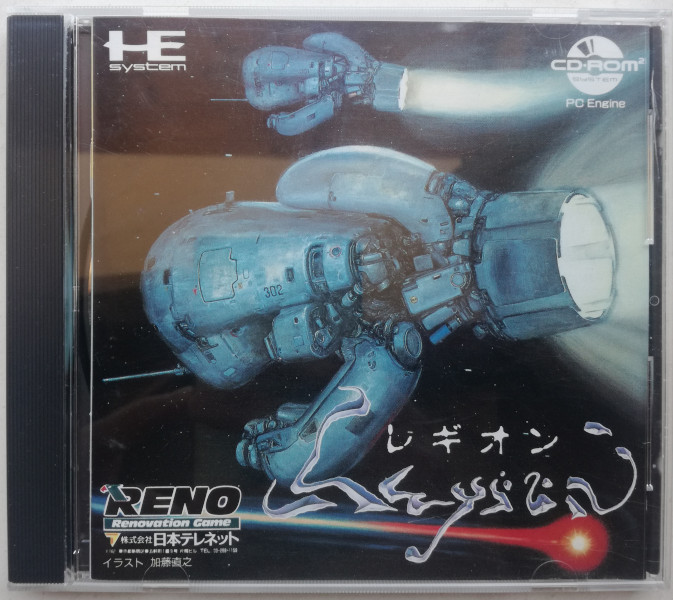 HE
system
CD-ROM²
SYSTEM
PC Engine
302
レギオン
RENO
Renovation Game
株式会社 日本テレネット
イラスト 加藤直之